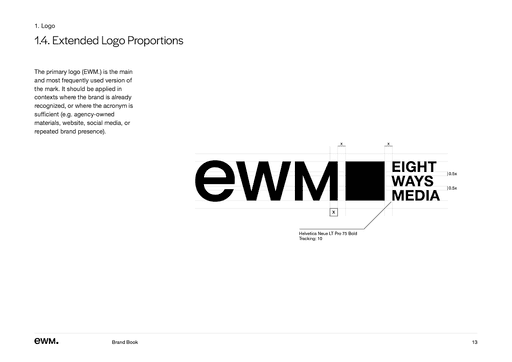 1. Logo
1.4. Extended Logo Proportions
The primary logo (EWM.) is the main
and most frequently used version of
the mark. It should be applied in
contexts where the brand is already
recognized, or where the acronym is
sufficient (e.g. agency-owned
materials, website, social media, or
repeated brand presence).
x x
ewm
EIGHT
WAYS
MEDIA
0.5x
0.5x
X
Helvetica Neue LT Pro 75 Bold
Tracking: 10
ewm.
Brand Book
13